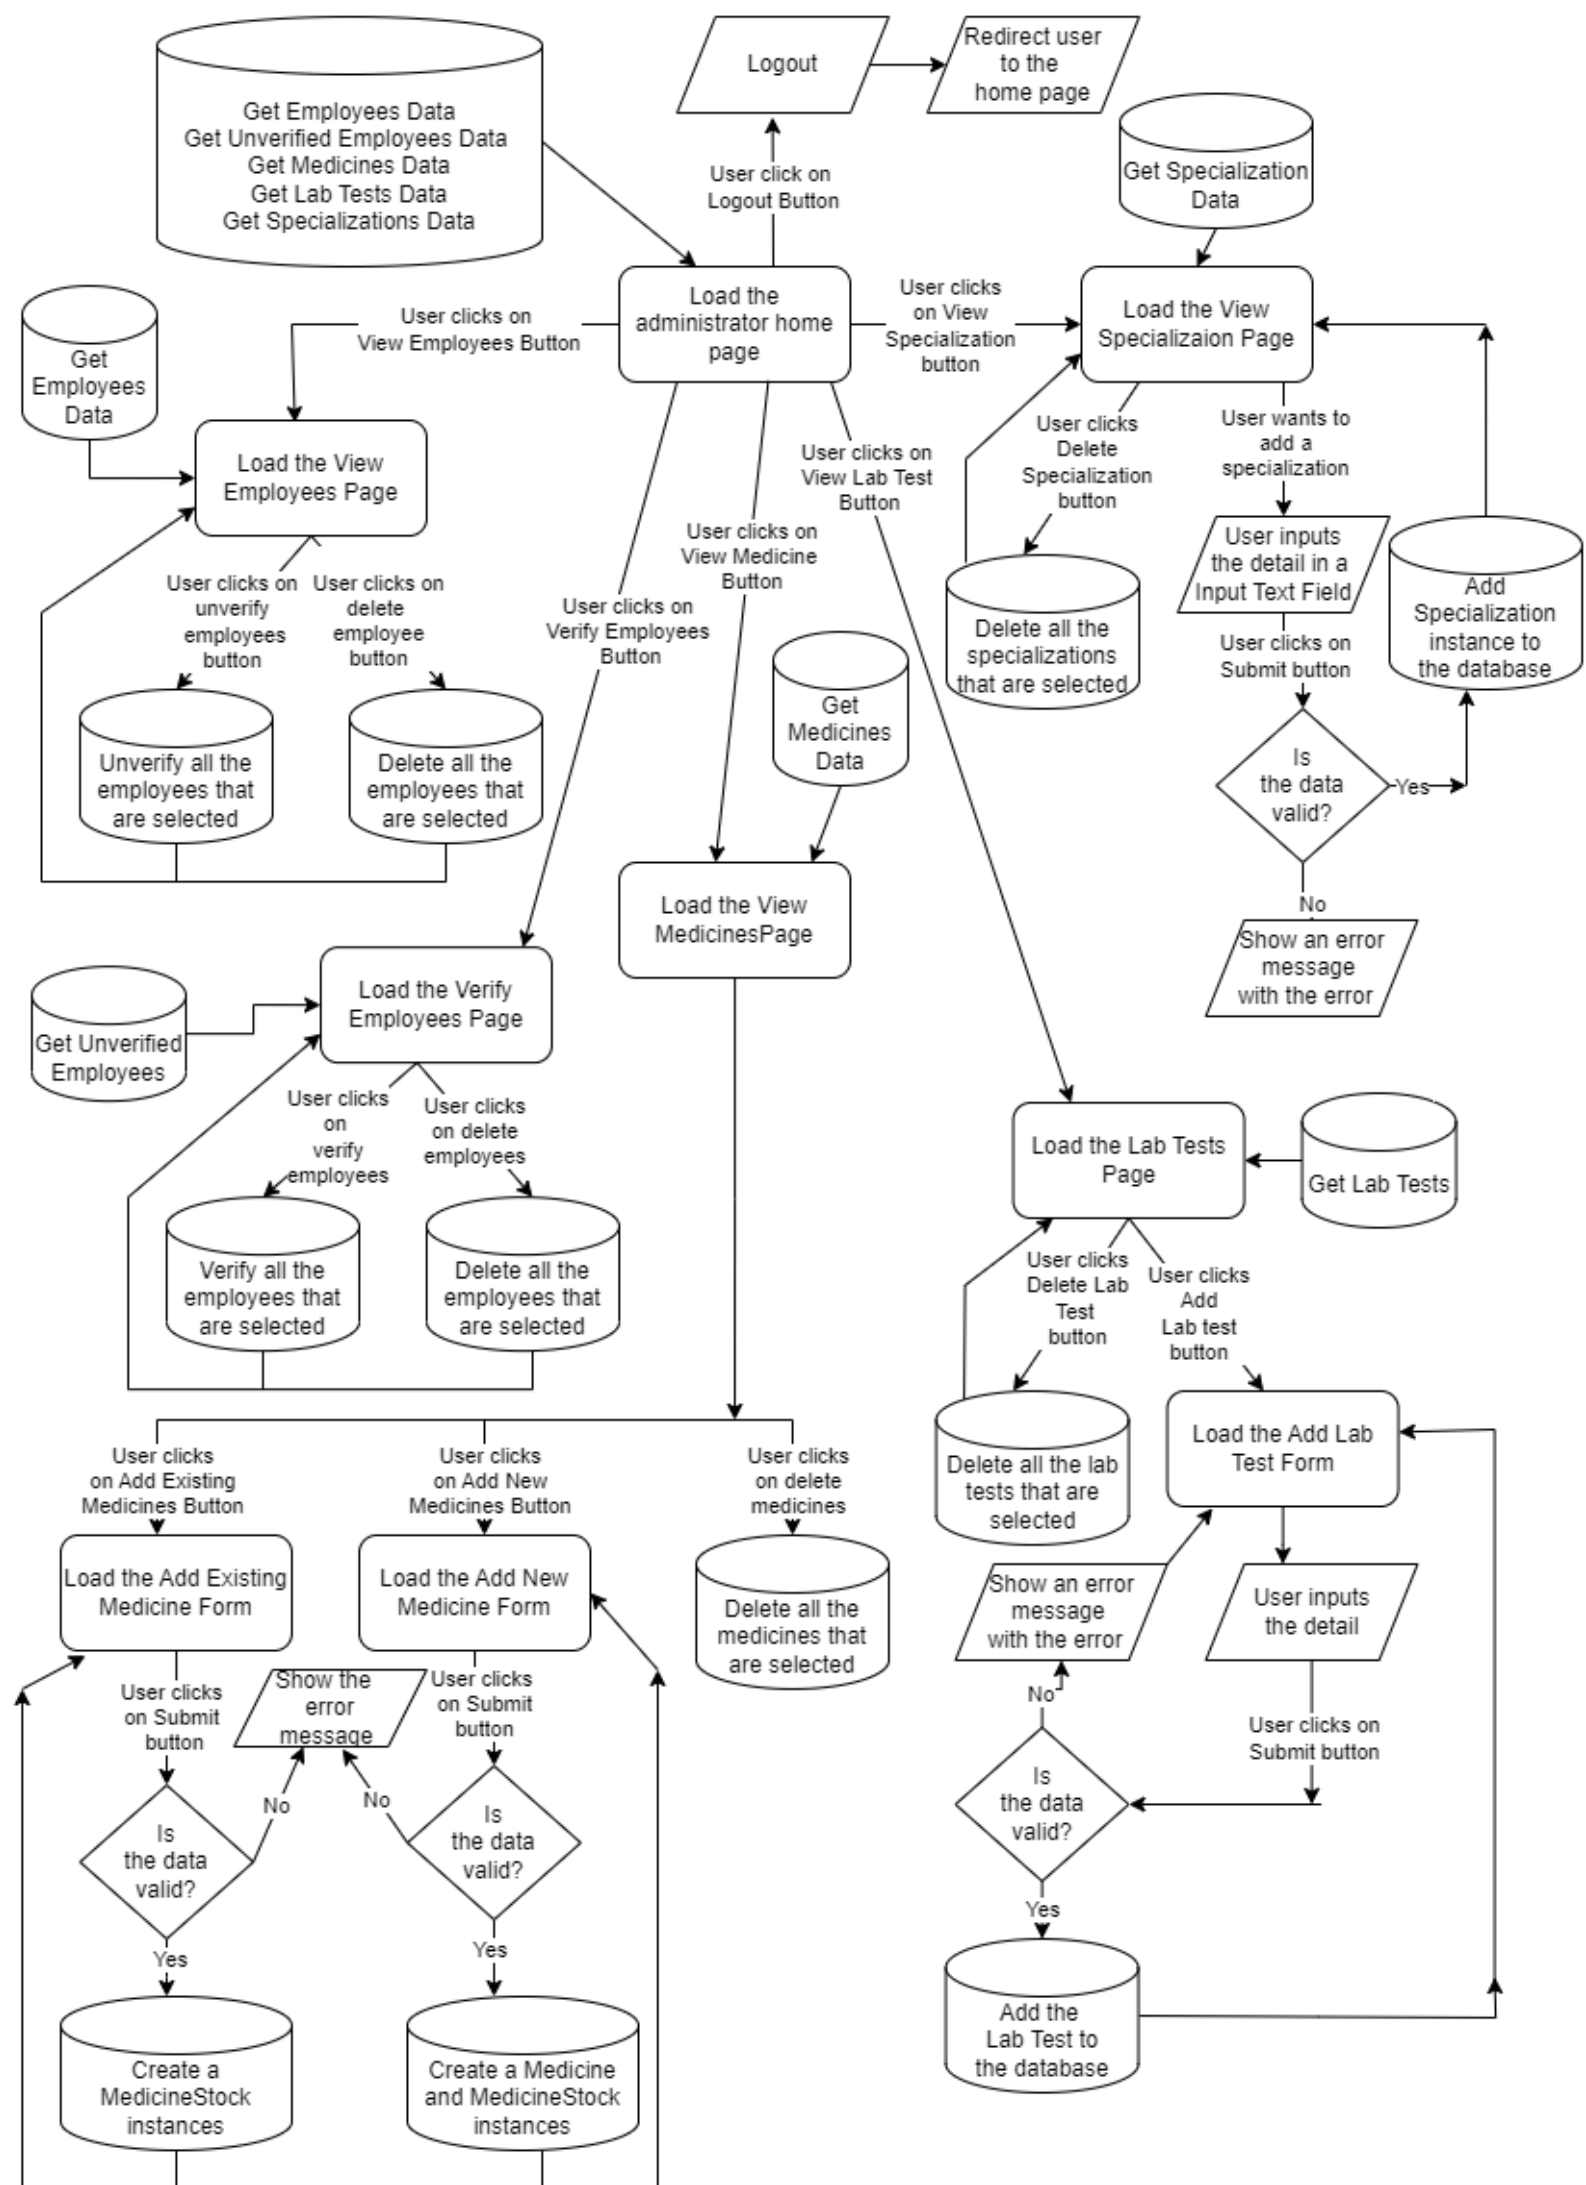 Get Employees Data
Get Unverified Employees Data
Get Medicines Data
Get Lab Tests Data
Get Specializations Data
Logout
Redirect user
to the
home page
User click on
Logout Button
Get Specialization
Data
Load the
administrator home
page
User clicks
on View
Specialization
button
Load the View
Specializaion Page
User clicks on
View Employees Button
Get
Employees
Data
Load the View
Employees Page
User clicks
Delete
Specialization
button
User wants to
add a
specialization
User clicks on
View Lab Test
Button
User clicks on
View Medicine
Button
User clicks on
Verify Employees
Button
User inputs
the detail in a
Input Text Field
Add
Specialization
instance to
the database
User clicks on
unverify
employees
button
User clicks on
delete
employee
button
Delete all the
specializations
that are selected
User clicks on
Submit button
Get
Medicines
Data
Unverify all the
employees that
are selected
Delete all the
employees that
are selected
Is
the data
valid?
Yes
No
Show an error
message
with the error
Load the View
MedicinesPage
Load the Verify
Employees Page
Get Unverified
Employees
User clicks
on
verify
employees
User clicks
on delete
employees
Load the Lab Tests
Page
Get Lab Tests
Verify all the
employees that
are selected
Delete all the
employees that
are selected
User clicks
Delete Lab
Test
button
User clicks
Add
Lab test
button
Delete all the lab
tests that are
selected
Load the Add Lab
Test Form
User clicks
on Add Existing
Medicines Button
User clicks
on Add New
Medicines Button
User clicks
on delete
medicines
Load the Add Existing
Medicine Form
Load the Add New
Medicine Form
Delete all the
medicines that
are selected
Show an error
message
with the error
User inputs
the detail
User clicks
on Submit
button
Show the
error
message
User clicks
on Submit
button
No
User clicks on
Submit button
Is
the data
valid?
No
No
Is
the data
valid?
Is
the data
valid?
Yes
Yes
Yes
Create a
MedicineStock
instances
Create a Medicine
and MedicineStock
instances
Add the
Lab Test to
the database